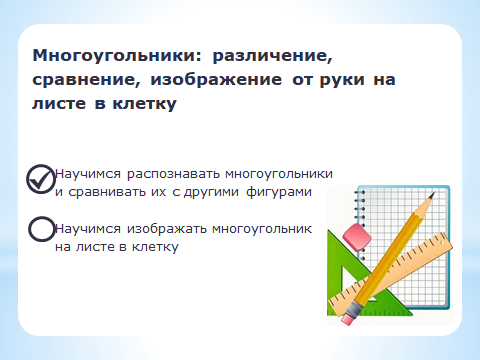 Многоугольники: различение,
сравнение, изображение от руки на
листе в клетку
Научимся распознавать многоугольники
и сравнивать их с другими фигурами
Научимся изображать многоугольник
на листе в клетку